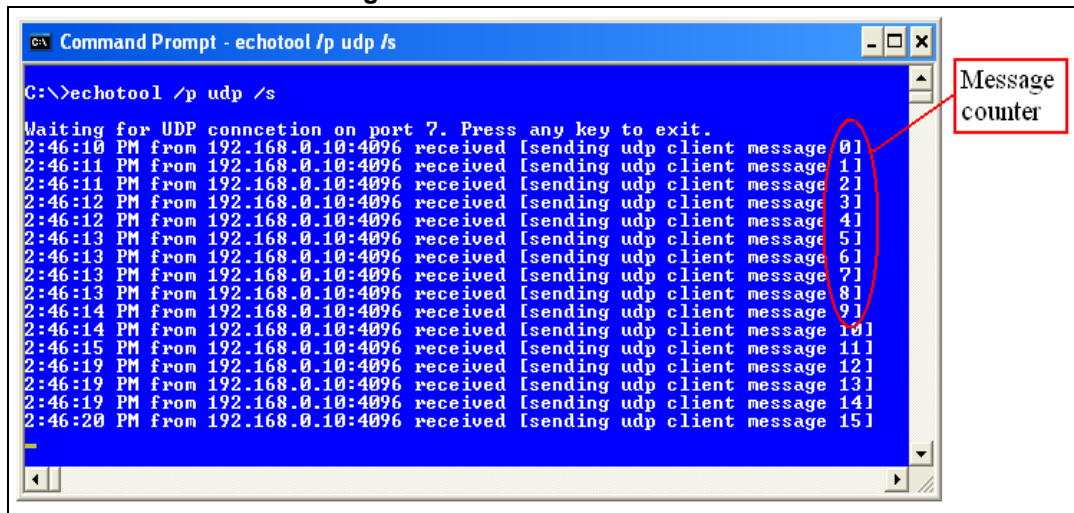 Command Prompt - echotool /p udp /s
C:\>echotool /p udp /s
Waiting for UDP conncetion on port 7. Press any key to exit.
2:46:10 PM from 192.168.0.10:4096 received [sending udp client message 0]
2:46:11 PM from 192.168.0.10:4096 received [sending udp client message 1]
2:46:11 PM from 192.168.0.10:4096 received [sending udp client message 2]
2:46:12 PM from 192.168.0.10:4096 received [sending udp client message 3]
2:46:12 PM from 192.168.0.10:4096 received [sending udp client message 4]
2:46:13 PM from 192.168.0.10:4096 received [sending udp client message 5]
2:46:13 PM from 192.168.0.10:4096 received [sending udp client message 6]
2:46:13 PM from 192.168.0.10:4096 received [sending udp client message 7]
2:46:13 PM from 192.168.0.10:4096 received [sending udp client message 8]
2:46:14 PM from 192.168.0.10:4096 received [sending udp client message 9]
2:46:14 PM from 192.168.0.10:4096 received [sending udp client message 10]
2:46:15 PM from 192.168.0.10:4096 received [sending udp client message 11]
2:46:19 PM from 192.168.0.10:4096 received [sending udp client message 12]
2:46:19 PM from 192.168.0.10:4096 received [sending udp client message 13]
2:46:19 PM from 192.168.0.10:4096 received [sending udp client message 14]
2:46:20 PM from 192.168.0.10:4096 received [sending udp client message 15]
Message
counter